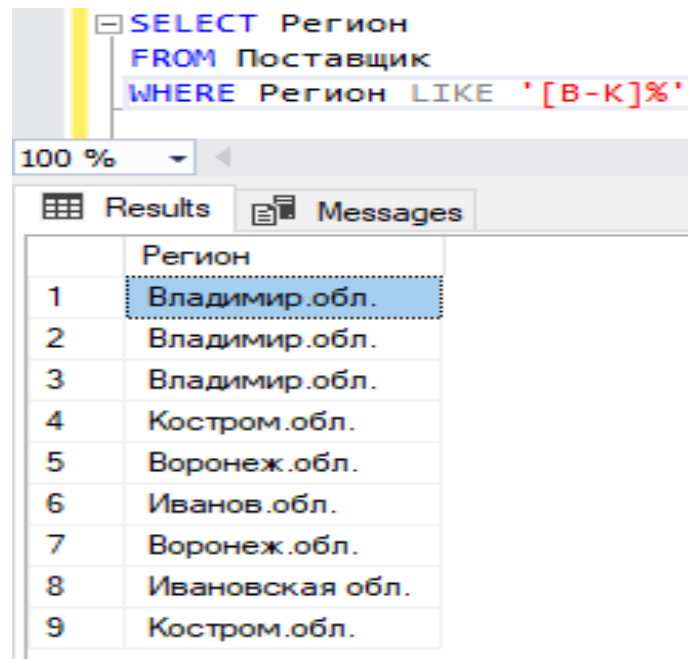 SELECT Регион
FROM Поставщик
WHERE Регион LIKE '[В-К]%'
100 %
Results Messages
Регион
1 Владимир.обл.
2 Владимир.обл.
3 Владимир.обл.
4 Костром.обл.
5 Воронеж.обл.
6 Иванов.обл.
7 Воронеж.обл.
8 Ивановская обл.
9 Костром.обл.